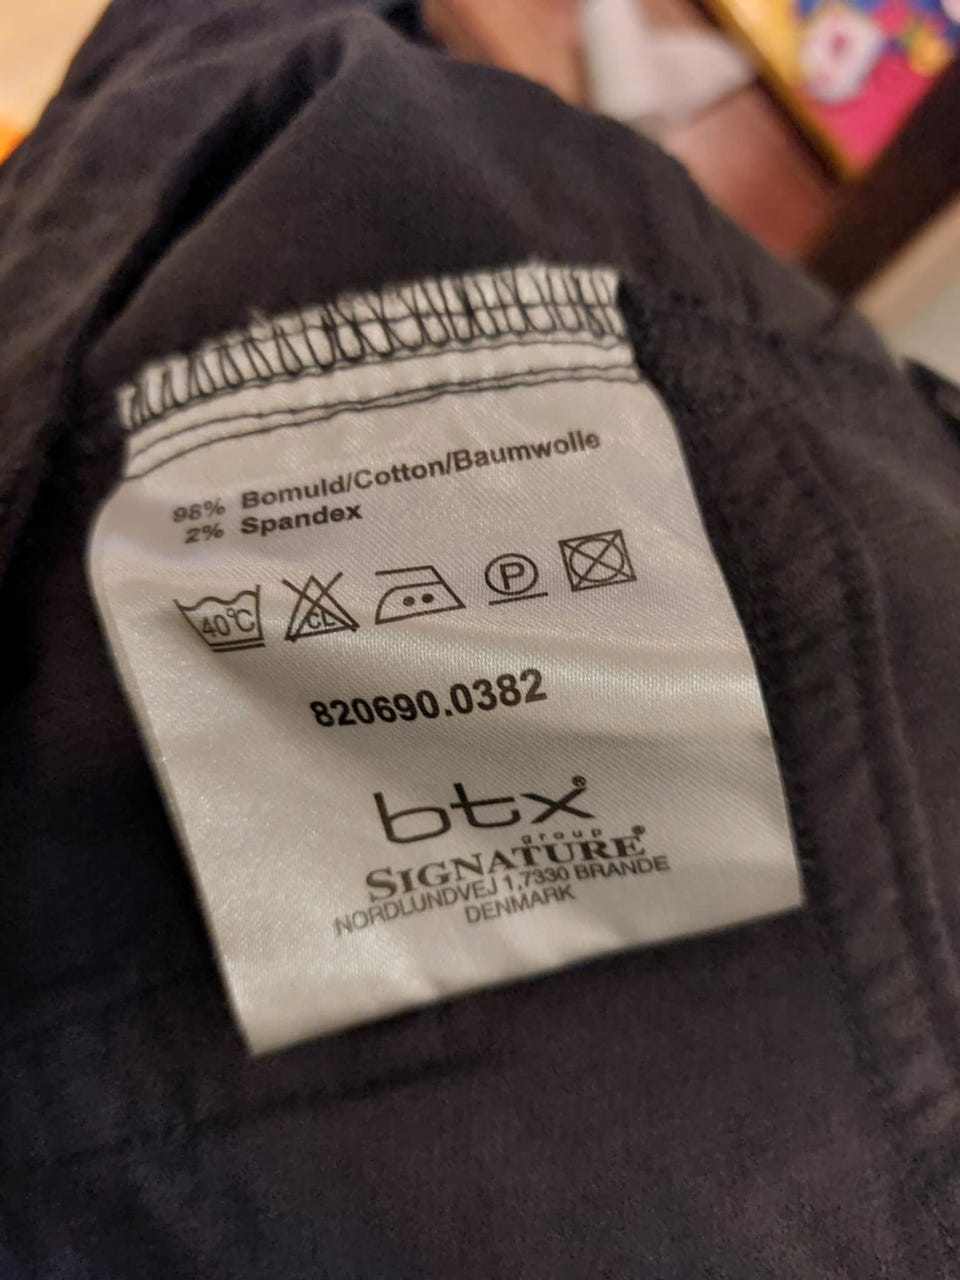 98% Bomuld/Cotton/Baumwolle
2% Spandex
40°C CL P
820690.0382
btx®
group
SIGNATURE®
NORDLUNDVEJ 1,7330 BRANDE
DENMARK